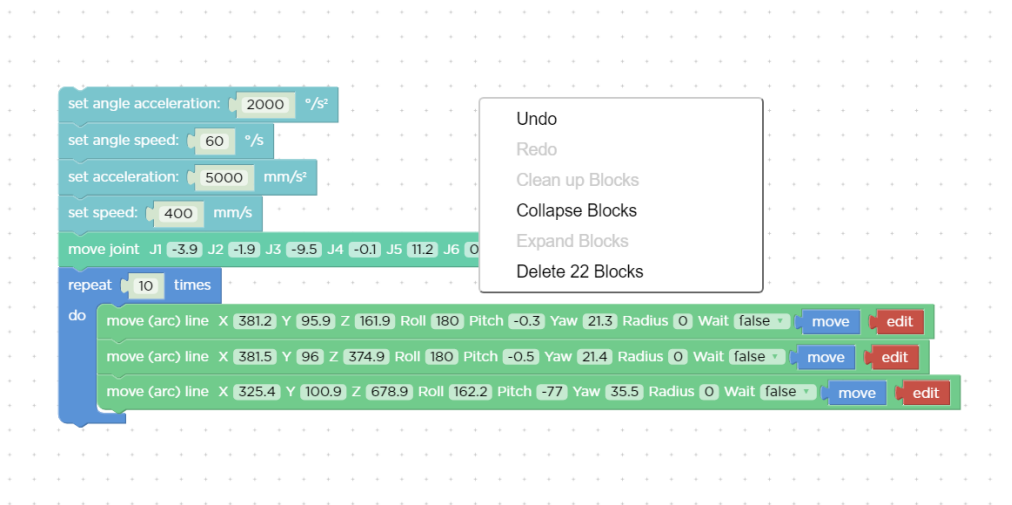 set angle acceleration: 2000 °/s²
set angle speed: 60 °/s
set acceleration: 5000 mm/s²
set speed: 400 mm/s
move joint J1 -3.9 J2 -1.9 J3 -9.5 J4 -0.1 J5 11.2 J6 0
repeat 10 times
do
move (arc) line X 381.2 Y 95.9 Z 161.9 Roll 180 Pitch -0.3 Yaw 21.3 Radius 0 Wait false move edit
move (arc) line X 381.5 Y 96 Z 374.9 Roll 180 Pitch -0.5 Yaw 21.4 Radius 0 Wait false move edit
move (arc) line X 325.4 Y 100.9 Z 678.9 Roll 162.2 Pitch -77 Yaw 35.5 Radius 0 Wait false move edit
Undo
Redo
Clean up Blocks
Collapse Blocks
Expand Blocks
Delete 22 Blocks